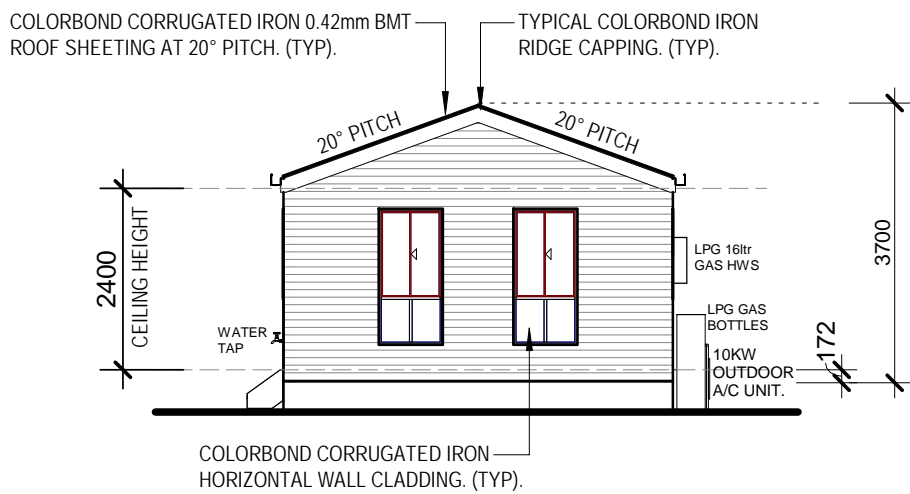 COLORBOND CORRUGATED IRON 0.42mm BMT
ROOF SHEETING AT 20° PITCH. (TYP).
TYPICAL COLORBOND IRON
RIDGE CAPPING. (TYP).
20° PITCH
20° PITCH
2400
CEILING HEIGHT
3700
LPG 16ltr
GAS HWS
WATER
TAP
LPG GAS
BOTTLES
10KW
OUTDOOR
A/C UNIT.
172
COLORBOND CORRUGATED IRON
HORIZONTAL WALL CLADDING. (TYP).